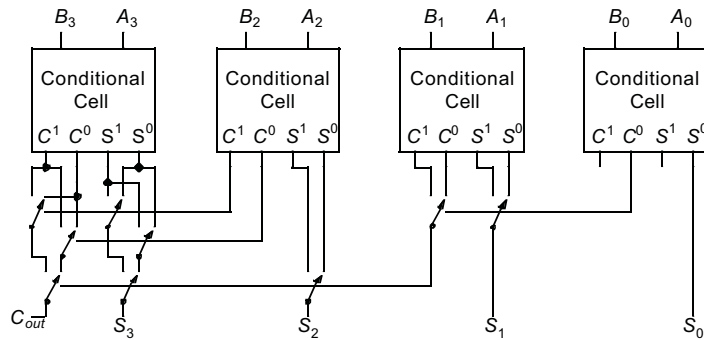 B3 A3 B2 A2 B1 A1 B0 A0
Conditional Cell
Conditional Cell
Conditional Cell
Conditional Cell
C1 C0 S1 S0 C1 C0 S1 S0 C1 C0 S1 S0 C1 C0 S1 S0
Cout S3 S2 S1 S0